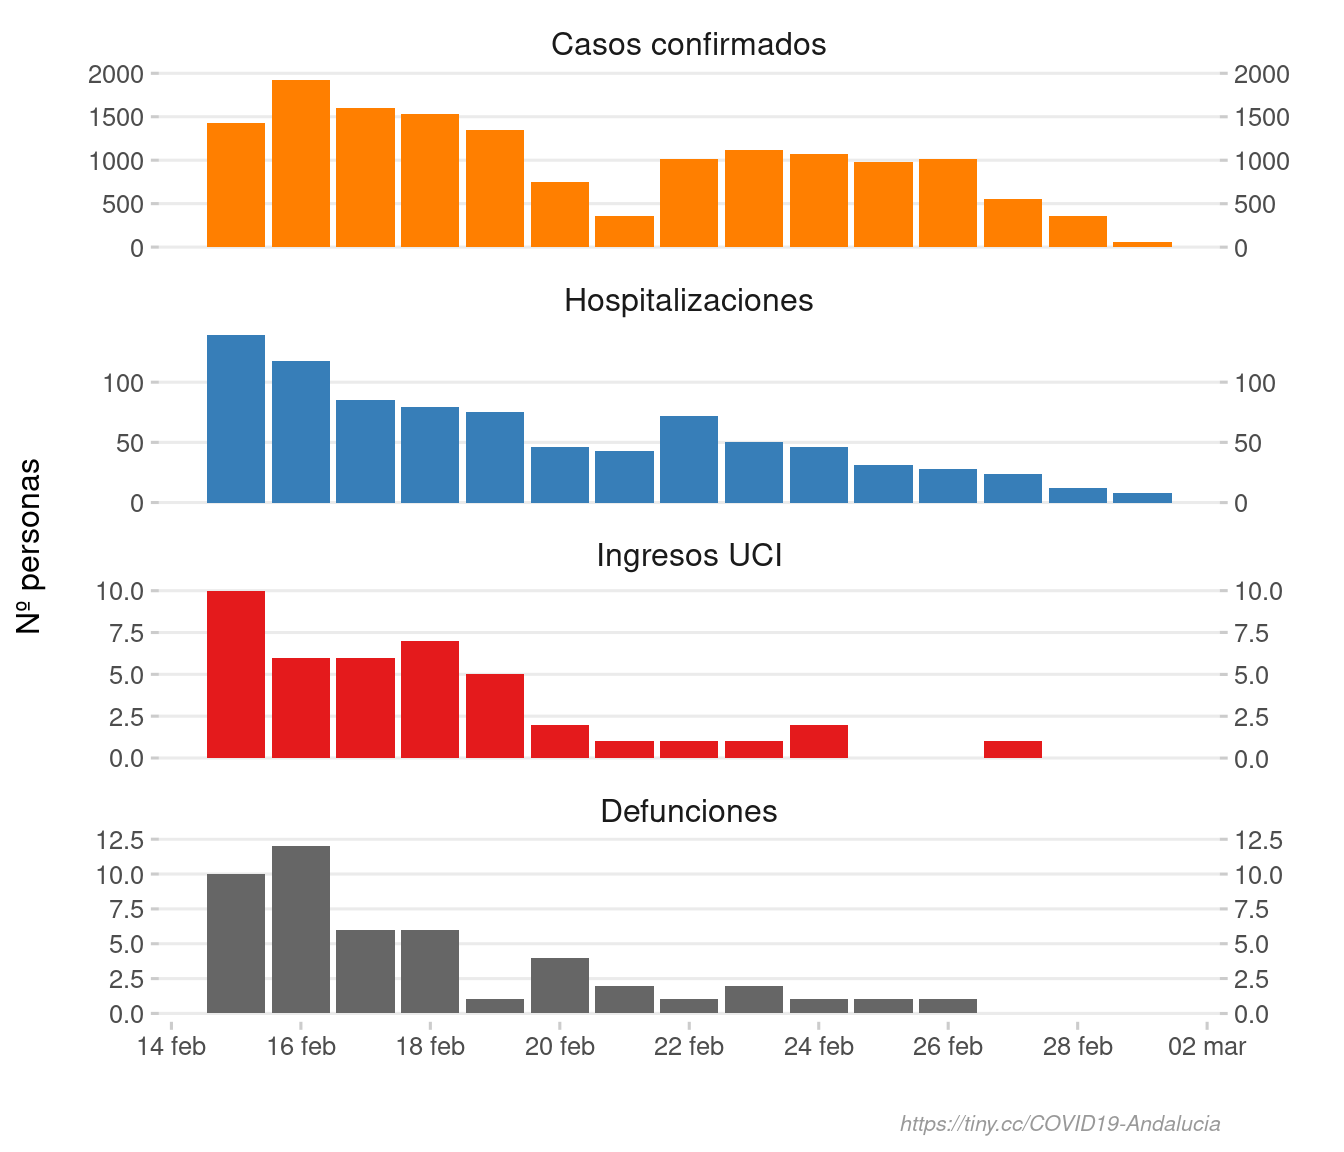 Casos confirmados
2000 2000
1500 1500
1000 1000
500 500
0 0
Hospitalizaciones
100 100
50 50
0 0
Nº personas
Ingresos UCI
10.0 10.0
7.5 7.5
5.0 5.0
2.5 2.5
0.0 0.0
Defunciones
12.5 12.5
10.0 10.0
7.5 7.5
5.0 5.0
2.5 2.5
0.0 0.0
14 feb 16 feb 18 feb 20 feb 22 feb 24 feb 26 feb 28 feb 02 mar
https://tiny.cc/COVID19-Andalucia